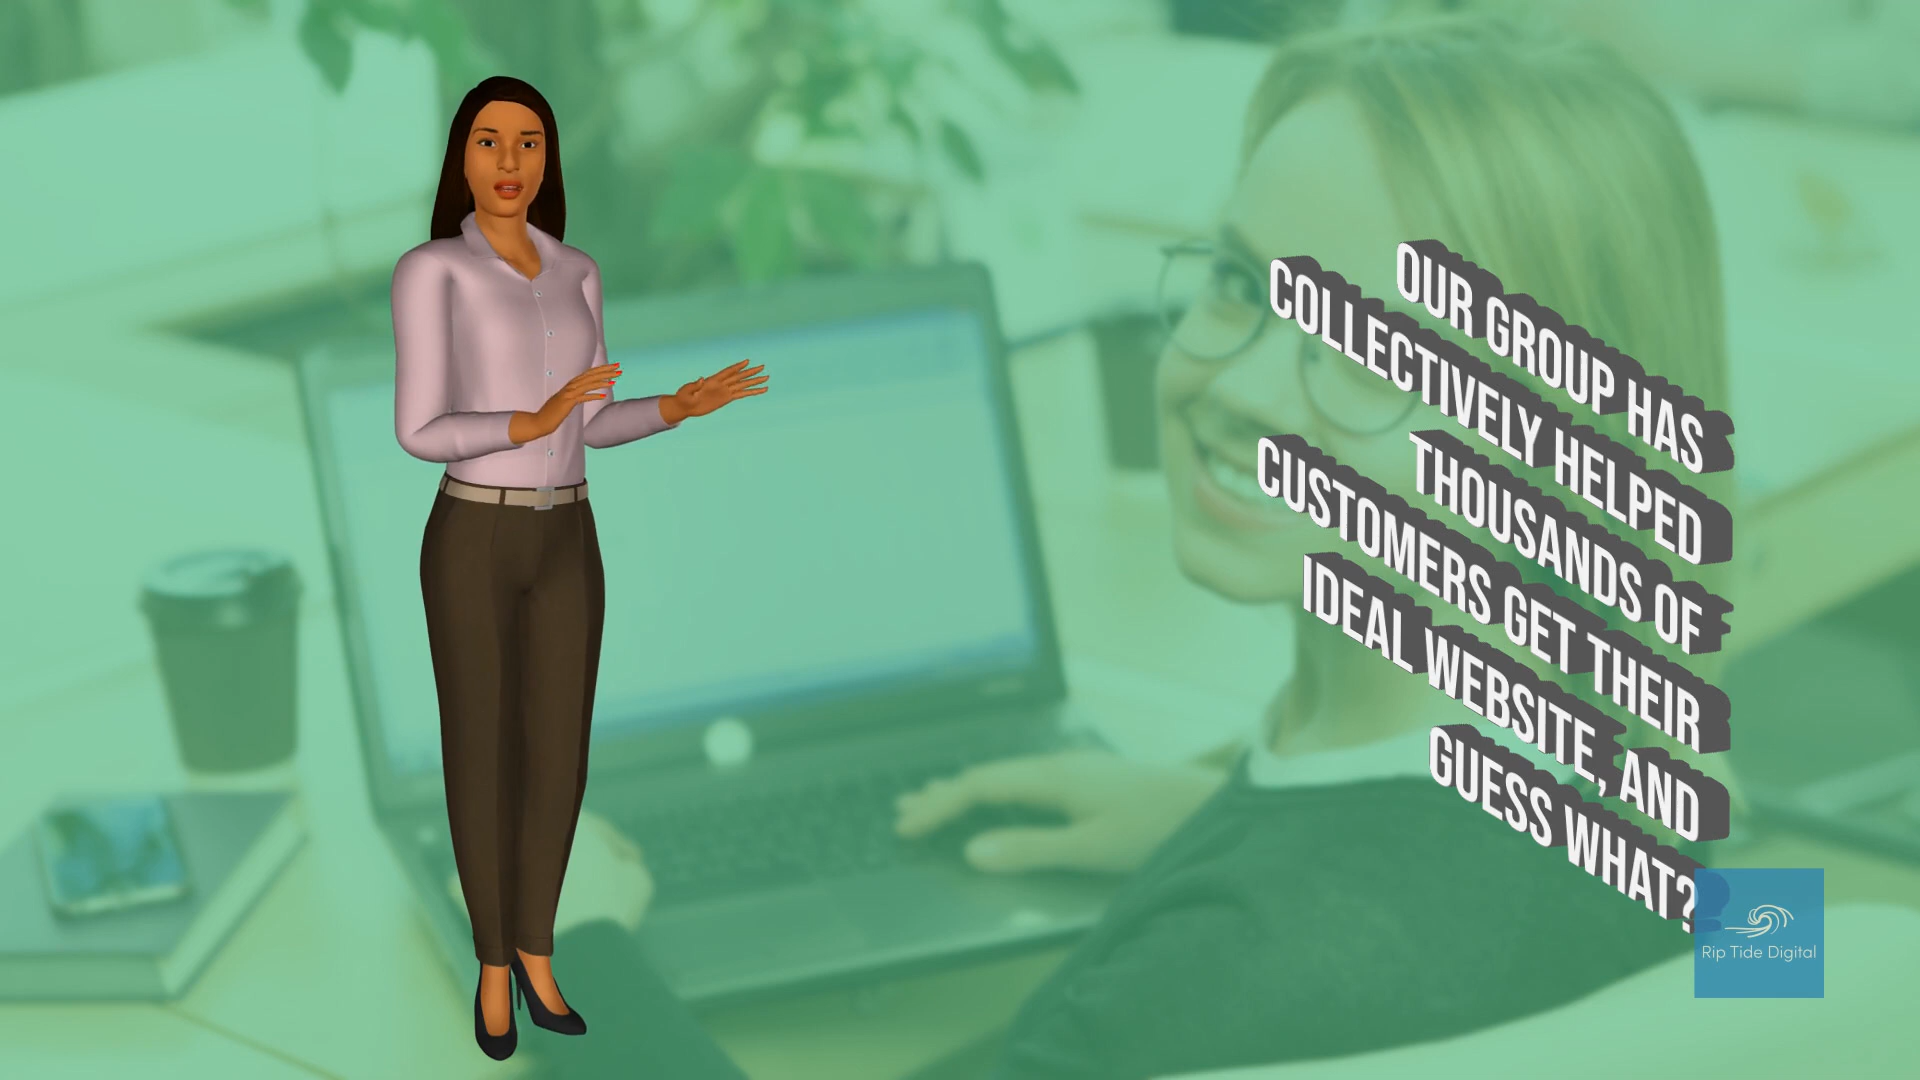 OUR GROUP HAS
COLLECTIVELY HELPED
THOUSANDS OF
CUSTOMERS GET THEIR
IDEAL WEBSITE, AND
GUESS WHAT?
Rip Tide Digital